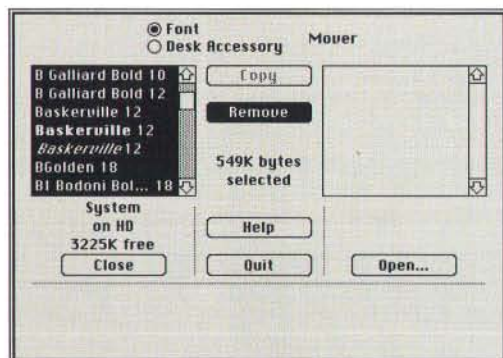 Font
Desk Accessory
Mover
B Galliard Bold 10
B Galliard Bold 12
Baskerville 12
Baskerville 12
Baskerville 12
BGolden 18
Bl Bodoni Bol... 18
Copy
Remove
549K bytes
selected
System
on HD
3225K free
Close
Help
Quit
Open...